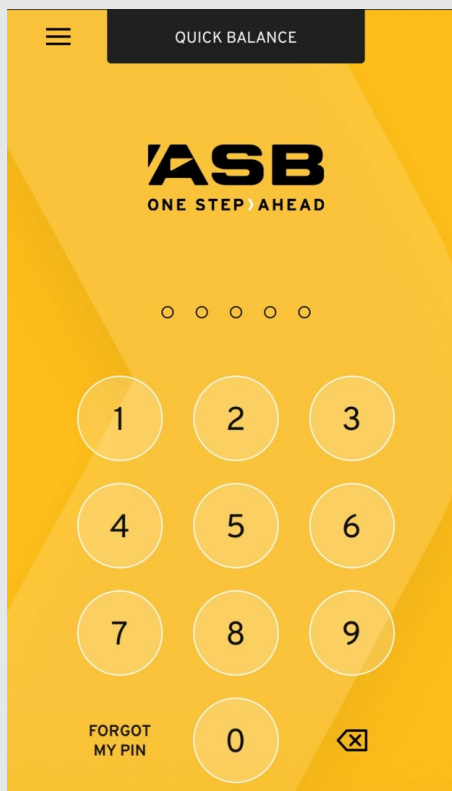 QUICK BALANCE
ASB
ONE STEP AHEAD
1 2 3
4 5 6
7 8 9
FORGOT
MY PIN
0